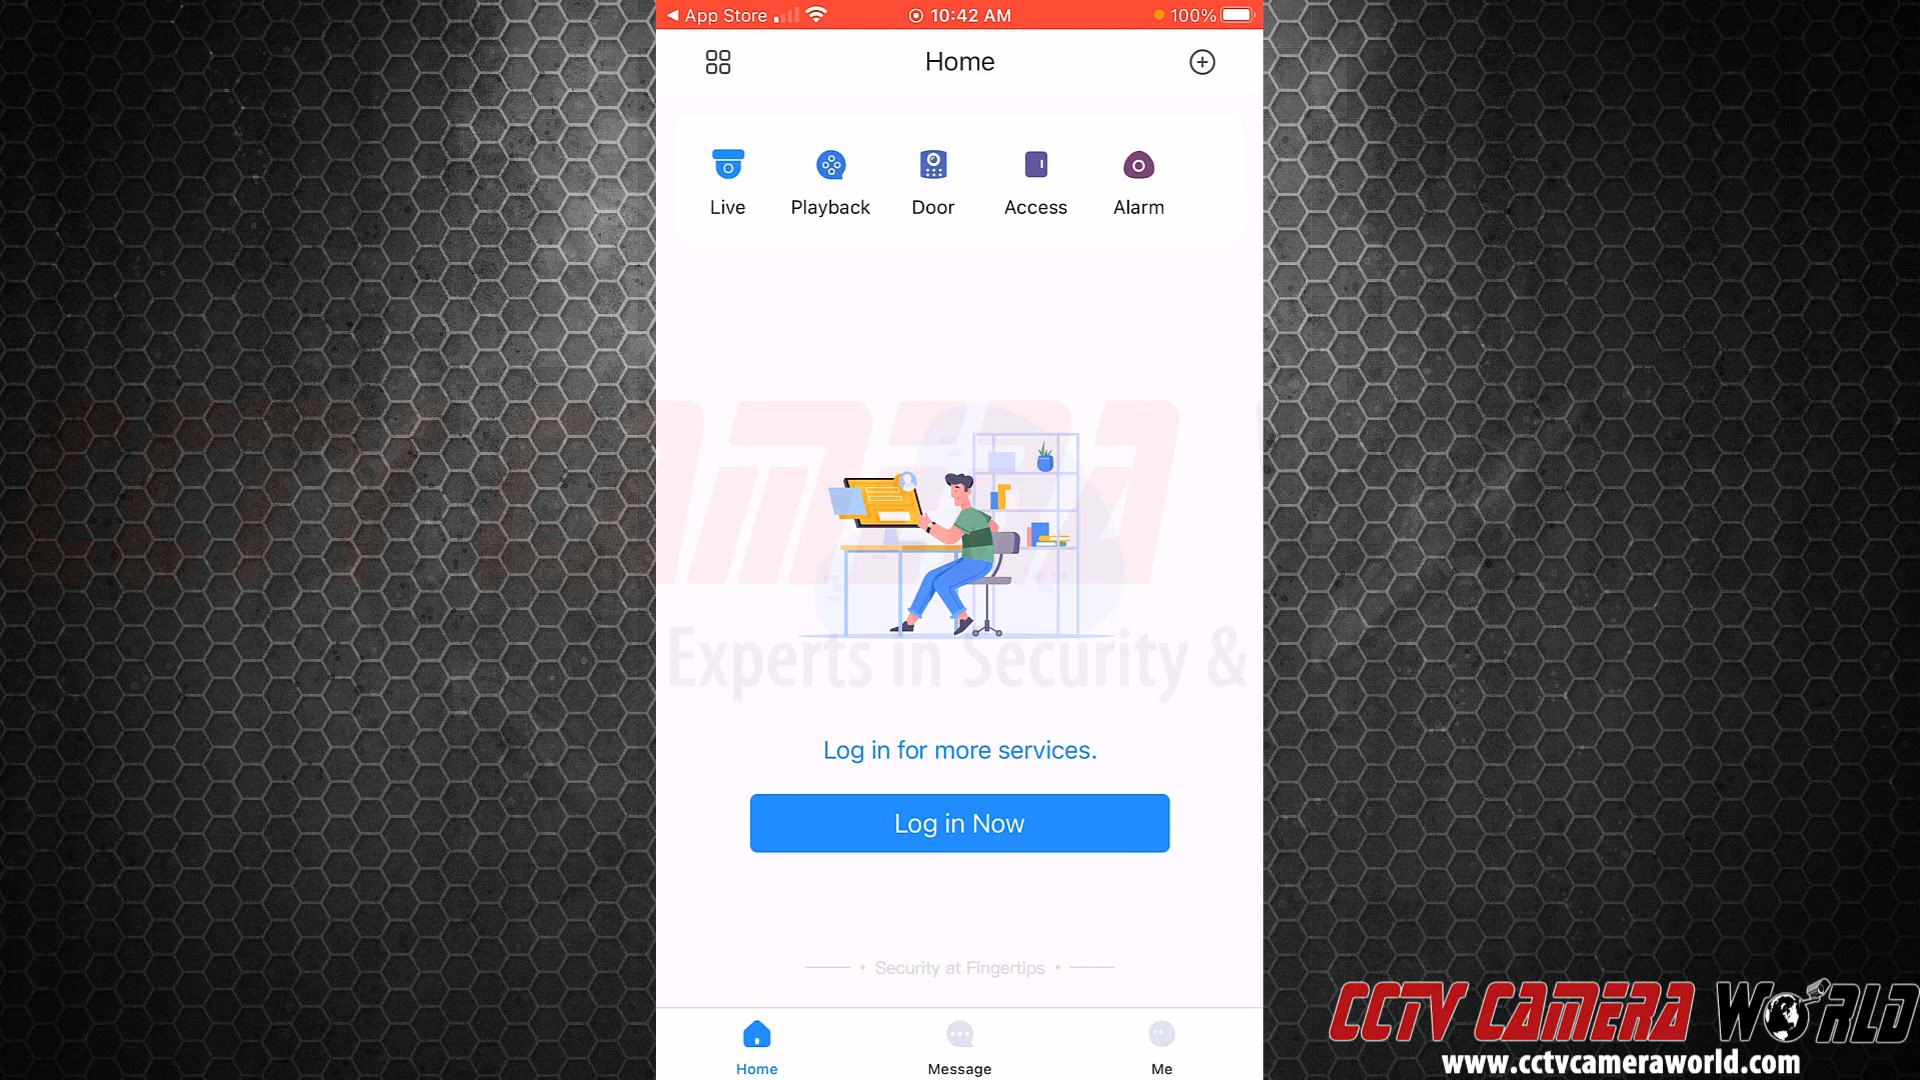 App Store
10:42 AM
100%
Home
Live
Playback
Door
Access
Alarm
Experts in Security &
Log in for more services.
Log in Now
• Security at Fingertips •
Home
Message
Me
CCTV CAMERA WORLD
www.cctvcameraworld.com